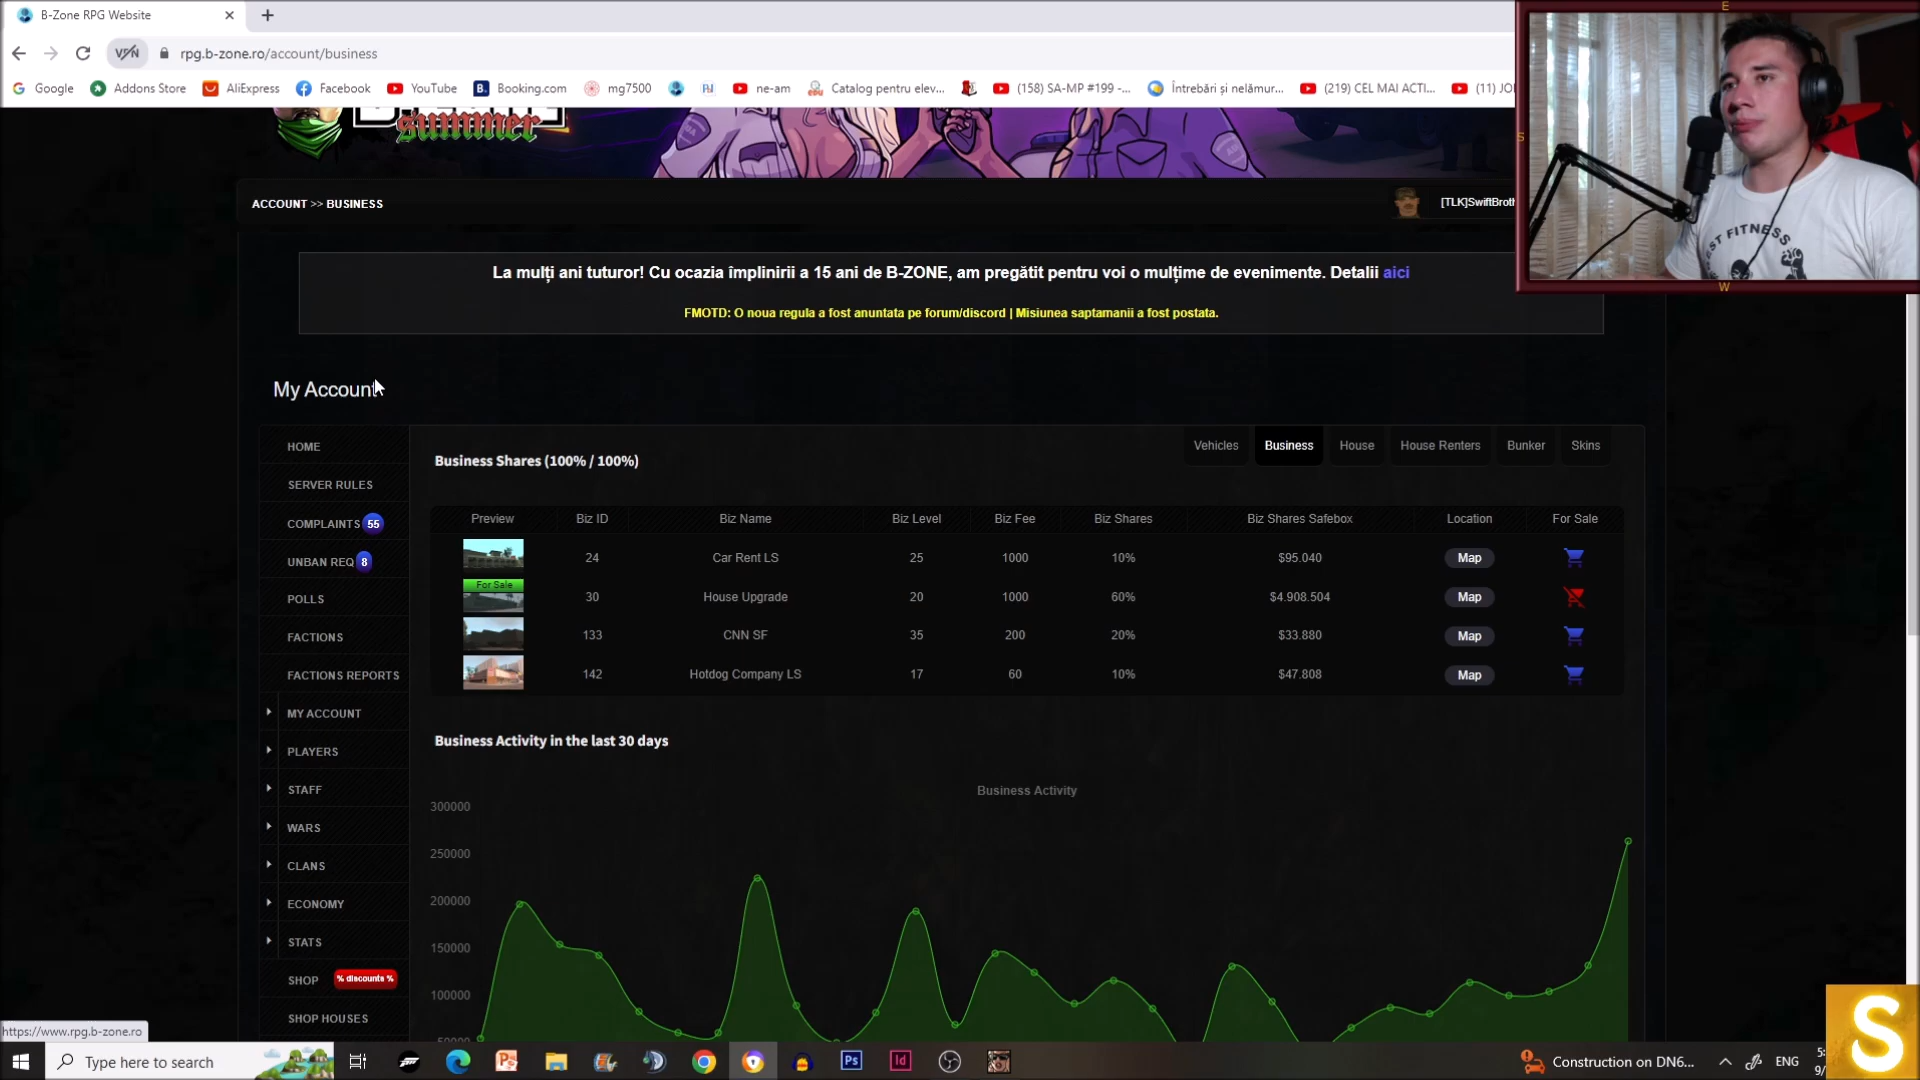 B-Zone RPG Website
rpg.b-zone.ro/account/business
Google Addons Store AliExpress Facebook YouTube Booking.com mg7500 ne-am Catalog pentru elev... (158) SA-MP #199 -... Întrebări și nelămur... (219) CEL MAI ACTI... (11) JO
summer
ACCOUNT >> BUSINESS
[TLK]SwiftBroth
La mulți ani tuturor! Cu ocazia împlinirii a 15 ani de B-ZONE, am pregătit pentru voi o mulțime de evenimente. Detalii aici
FMOTD: O noua regula a fost anuntata pe forum/discord | Misiunea saptamanii a fost postata.
My Account
HOME
SERVER RULES
COMPLAINTS 55
UNBAN REQ 8
POLLS
FACTIONS
FACTIONS REPORTS
MY ACCOUNT
PLAYERS
STAFF
WARS
CLANS
ECONOMY
STATS
SHOP % discounts %
SHOP HOUSES
Vehicles Business House House Renters Bunker Skins
Business Shares (100% / 100%)
Preview Biz ID Biz Name Biz Level Biz Fee Biz Shares Biz Shares Safebox Location For Sale
24 Car Rent LS 25 1000 10% $95.040 Map
For Sale 30 House Upgrade 20 1000 60% $4.908.504 Map
133 CNN SF 35 200 20% $33.880 Map
142 Hotdog Company LS 17 60 10% $47.808 Map
Business Activity in the last 30 days
Business Activity
300000
250000
200000
150000
100000
50000
https://www.rpg.b-zone.ro
Type here to search
Construction on DN6...
ENG
E
S
W
FITNESS
S